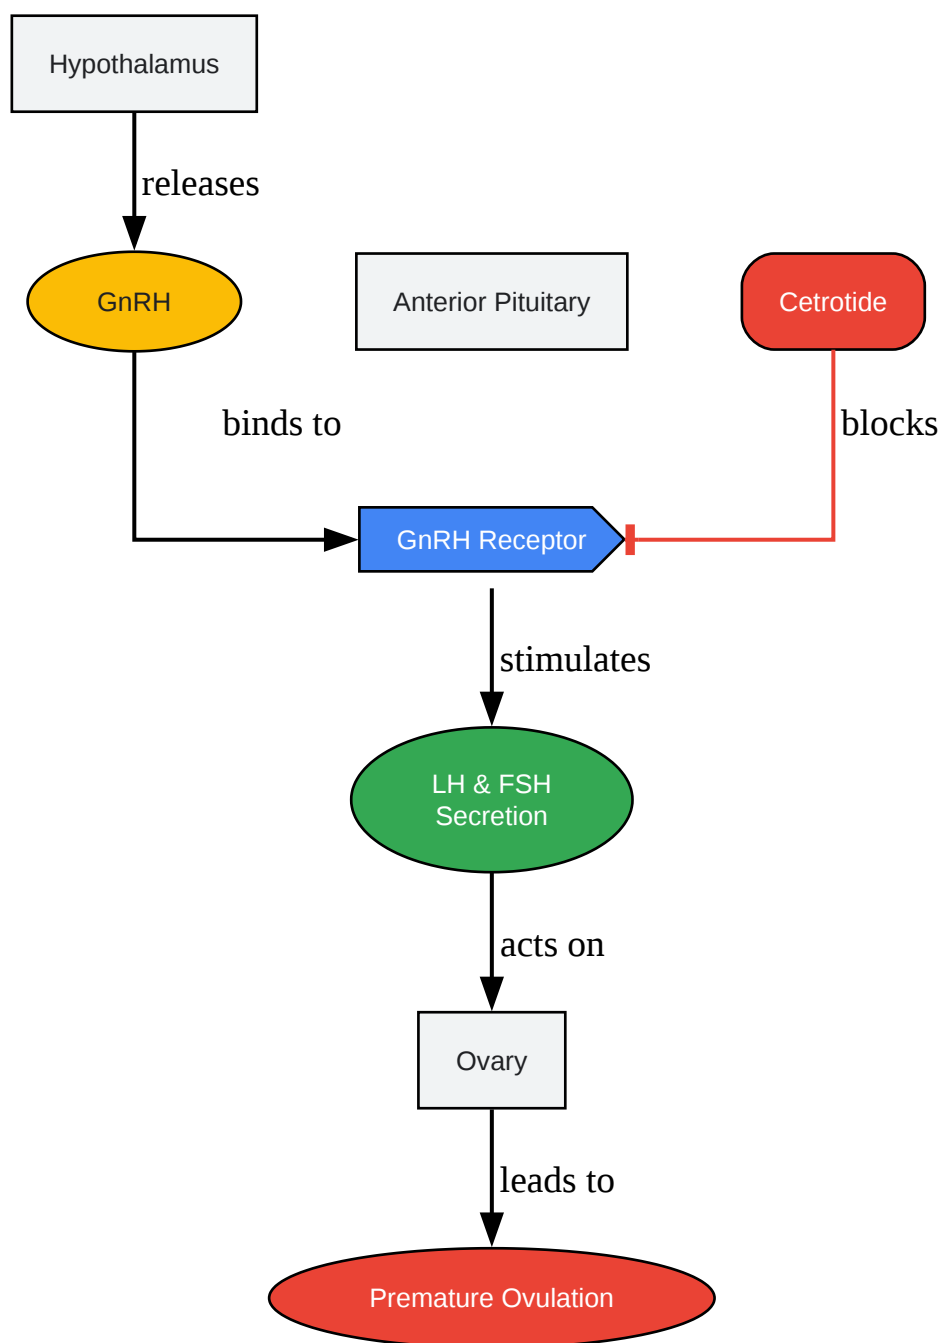 Hypothalamus
releases
GnRH
Anterior Pituitary
Cetrotide
binds to
blocks
GnRH Receptor
stimulates
LH & FSH
Secretion
acts on
Ovary
leads to
Premature Ovulation